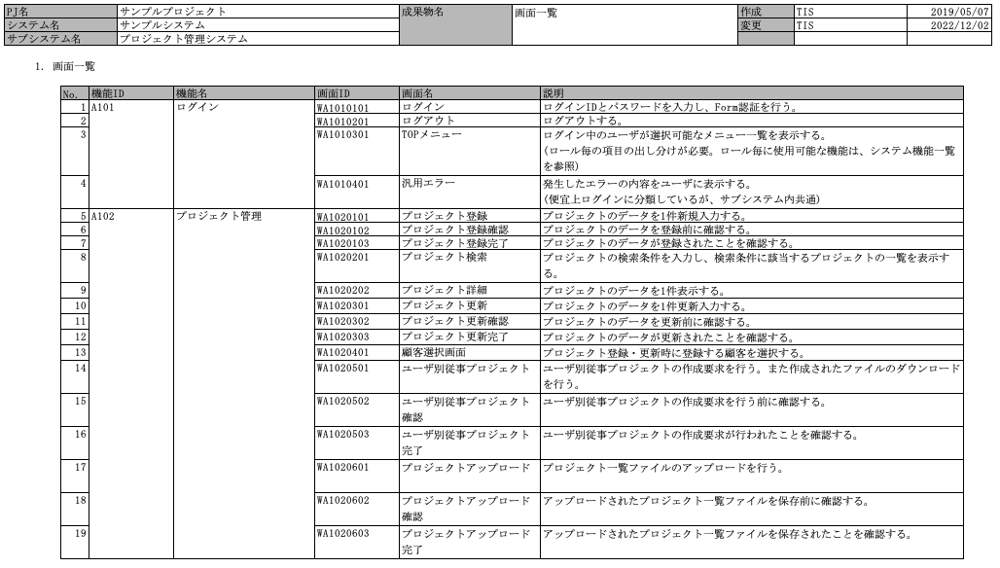 PJ名 サンプルプロジェクト 成果物名 画面一覧 作成 TIS 2019/05/07
システム名 サンプルシステム 変更 TIS 2022/12/02
サブシステム名 プロジェクト管理システム
1. 画面一覧
No. 機能ID 機能名 画面ID 画面名 説明
1 A101 ログイン WA1010101 ログイン ログインIDとパスワードを入力し、Form認証を行う。
2 WA1010201 ログアウト ログアウトする。
3 WA1010301 TOPメニュー ログイン中のユーザが選択可能なメニュー一覧を表示する。
(ロール毎の項目の出し分けが必要。ロール毎に使用可能な機能は、システム機能一覧
を参照)
4 WA1010401 汎用エラー 発生したエラーの内容をユーザに表示する。
(便宜上ログインに分類しているが、サブシステム内共通)
5 A102 プロジェクト管理 WA1020101 プロジェクト登録 プロジェクトのデータを1件新規入力する。
6 WA1020102 プロジェクト登録確認 プロジェクトのデータを登録前に確認する。
7 WA1020103 プロジェクト登録完了 プロジェクトのデータが登録されたことを確認する。
8 WA1020201 プロジェクト検索 プロジェクトの検索条件を入力し、検索条件に該当するプロジェクトの一覧を表示す
る。
9 WA1020202 プロジェクト詳細 プロジェクトのデータを1件表示する。
10 WA1020301 プロジェクト更新 プロジェクトのデータを1件更新入力する。
11 WA1020302 プロジェクト更新確認 プロジェクトのデータを更新前に確認する。
12 WA1020303 プロジェクト更新完了 プロジェクトのデータが更新されたことを確認する。
13 WA1020401 顧客選択画面 プロジェクト登録・更新時に登録する顧客を選択する。
14 WA1020501 ユーザ別従事プロジェクト ユーザ別従事プロジェクトの作成要求を行う。また作成されたファイルのダウンロード
を行う。
15 WA1020502 ユーザ別従事プロジェクト ユーザ別従事プロジェクトの作成要求を行う前に確認する。
確認
16 WA1020503 ユーザ別従事プロジェクト ユーザ別従事プロジェクトの作成要求が行われたことを確認する。
完了
17 WA1020601 プロジェクトアップロード プロジェクト一覧ファイルのアップロードを行う。
18 WA1020602 プロジェクトアップロード アップロードされたプロジェクト一覧ファイルを保存前に確認する。
確認
19 WA1020603 プロジェクトアップロード アップロードされたプロジェクト一覧ファイルを保存されたことを確認する。
完了